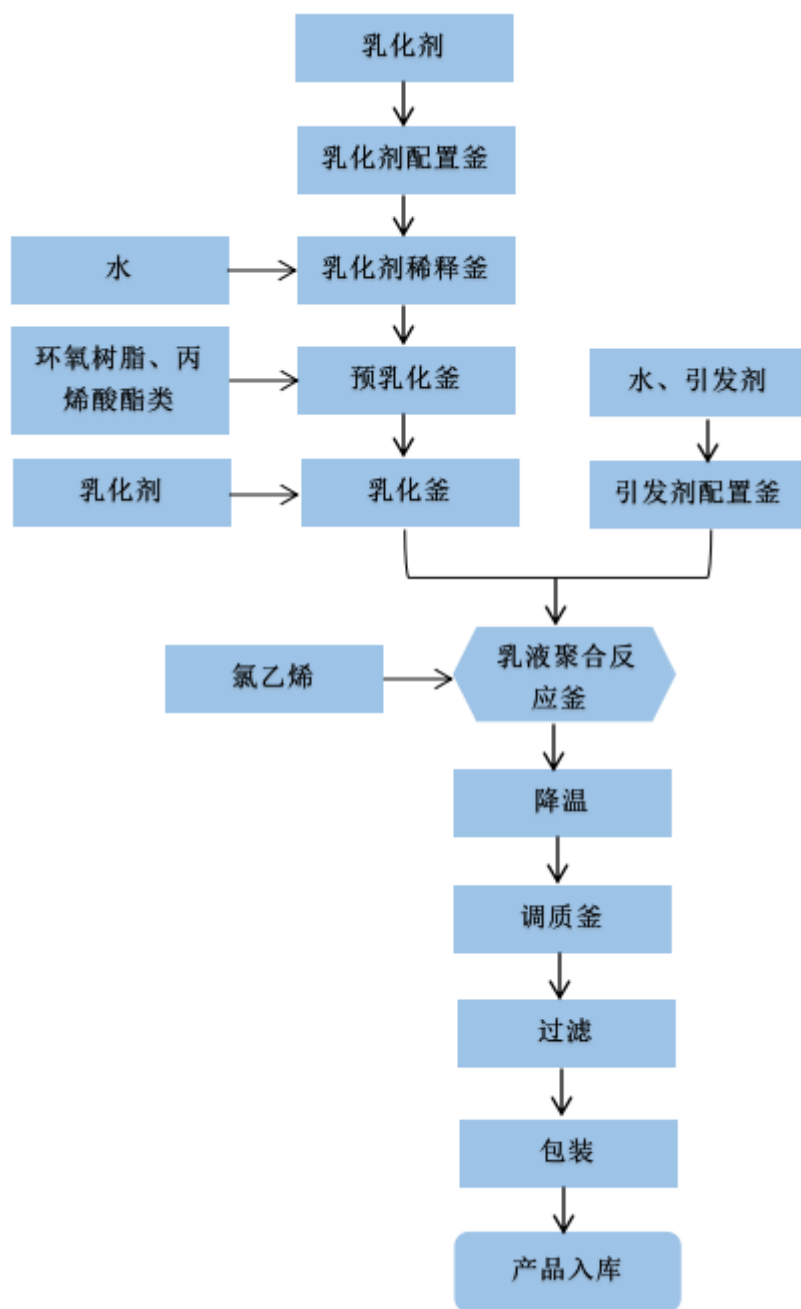 乳化剂
乳化剂配置釜
水
乳化剂稀释釜
环氧树脂、丙
烯酸酯类
预乳化釜
水、引发剂
乳化剂
乳化釜
引发剂配置釜
氯乙烯
乳液聚合反
应釜
降温
调质釜
过滤
包装
产品入库